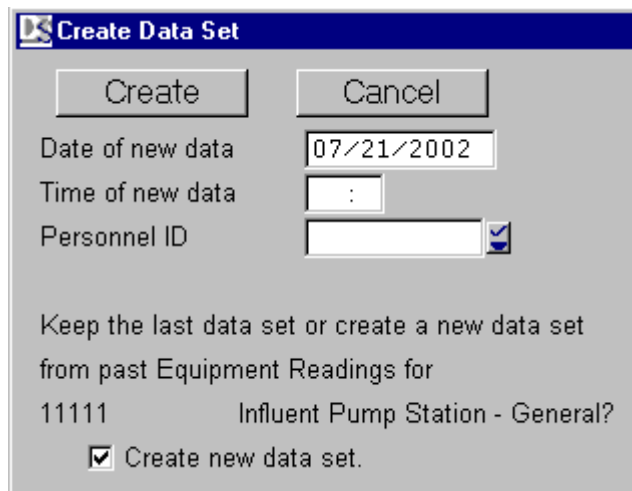 DS Create Data Set
Create Cancel
Date of new data 07/21/2002
Time of new data :
Personnel ID
Keep the last data set or create a new data set
from past Equipment Readings for
11111 Influent Pump Station - General?
Create new data set.